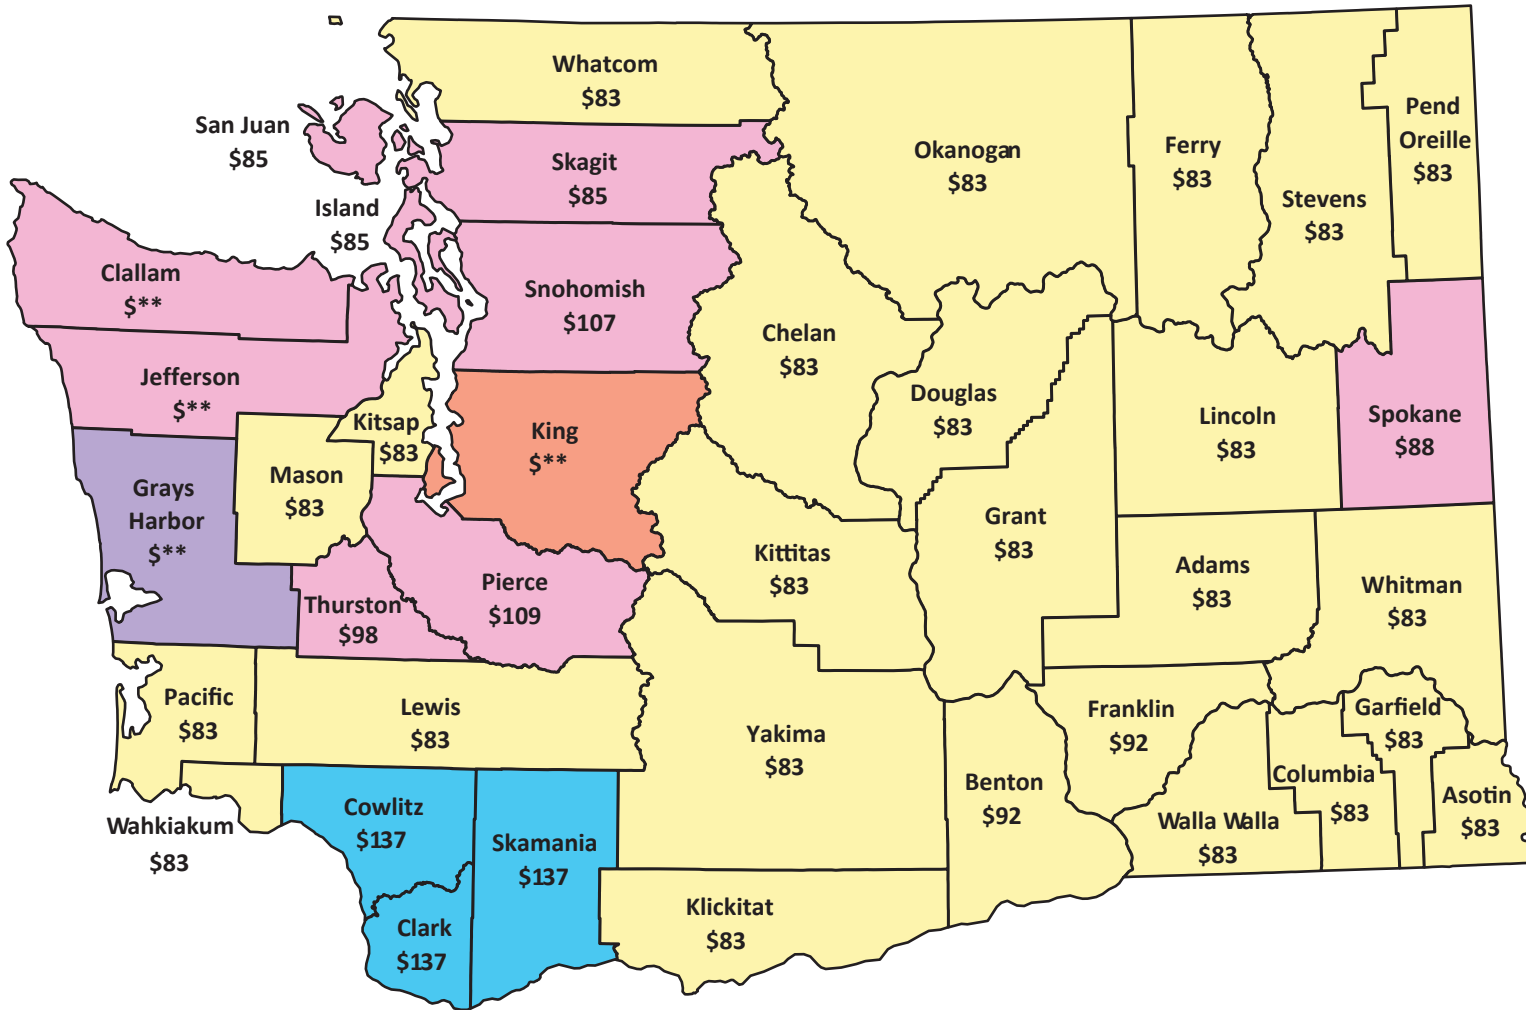 Whatcom
$83
San Juan
$85
Skagit
$85
Island
$85
Okanogan
$83
Ferry
$83
Stevens
$83
Pend
Oreille
$83
Clallam
$**
Snohomish
$107
Chelan
$83
Jefferson
$**
Kitsap
$83
King
$**
Douglas
$83
Lincoln
$83
Spokane
$88
Mason
$83
Grays
Harbor
$**
Grant
$83
Kittitas
$83
Adams
$83
Whitman
$83
Thurston
$98
Pierce
$109
Pacific
$83
Lewis
$83
Yakima
$83
Franklin
$92
Garfield
$83
Benton
$92
Columbia
$83
Asotin
$83
Walla Walla
$83
Wahkiakum
$83
Cowlitz
$137
Skamania
$137
Clark
$137
Klickitat
$83